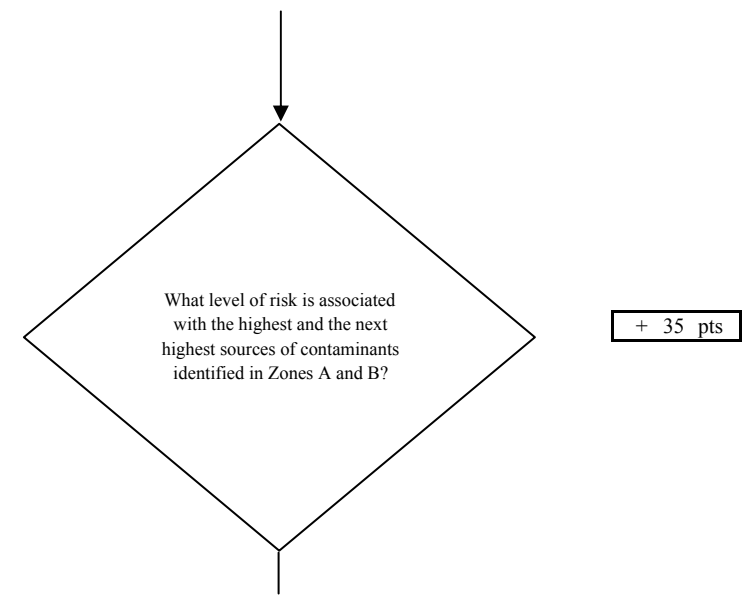 What level of risk is associated
with the highest and the next
highest sources of contaminants
identified in Zones A and B?
+ 35 pts